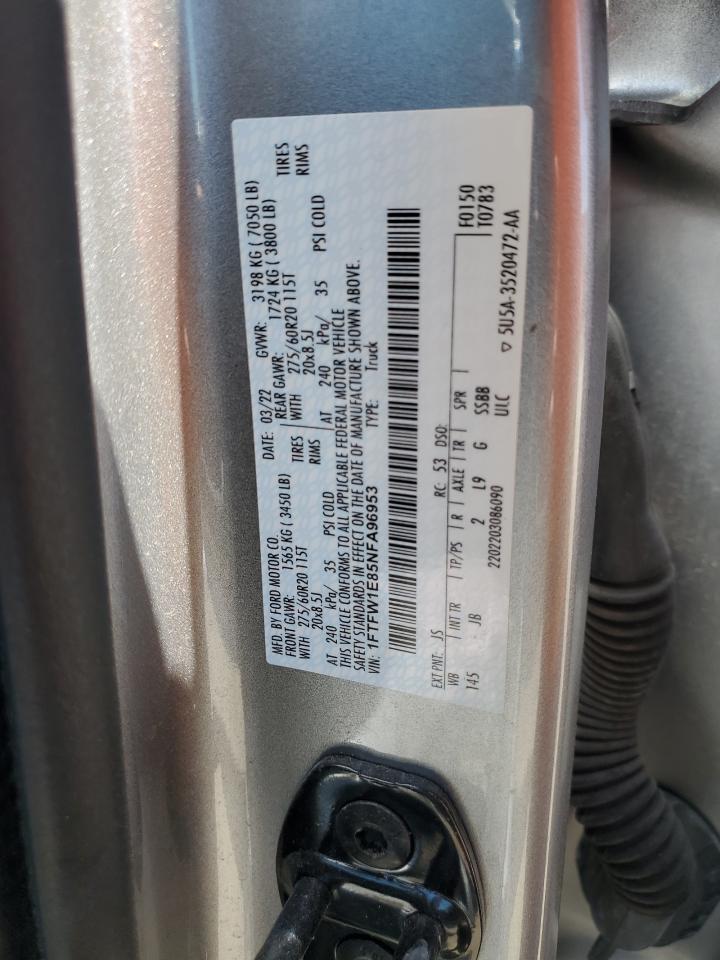 MFD. BY FORD MOTOR CO.
DATE: 03/22 GVWR: 3198 KG ( 7050 LB)
FRONT GAWR: 1565 KG ( 3450 LB) REAR GAWR: 1724 KG ( 3800 LB)
WITH 275/60R20 115T TIRES WITH 275/60R20 115T TIRES
20x8.5J RIMS 20x8.5J RIMS
AT 240 kPa/ 35 PSI COLD AT 240 kPa/ 35 PSI COLD
THIS VEHICLE CONFORMS TO ALL APPLICABLE FEDERAL MOTOR VEHICLE
SAFETY STANDARDS IN EFFECT ON THE DATE OF MANUFACTURE SHOWN ABOVE.
VIN: 1FTFW1E85NFA96953 TYPE: Truck
F0150
T0783
EXT PNT: JS RC: 53 DSO:
WB INT TR TP/PS R AXLE TR SPR
145 JB 2 L9 G SSBB
2202203086090 ULC
▽ 5U5A-3520472-AA